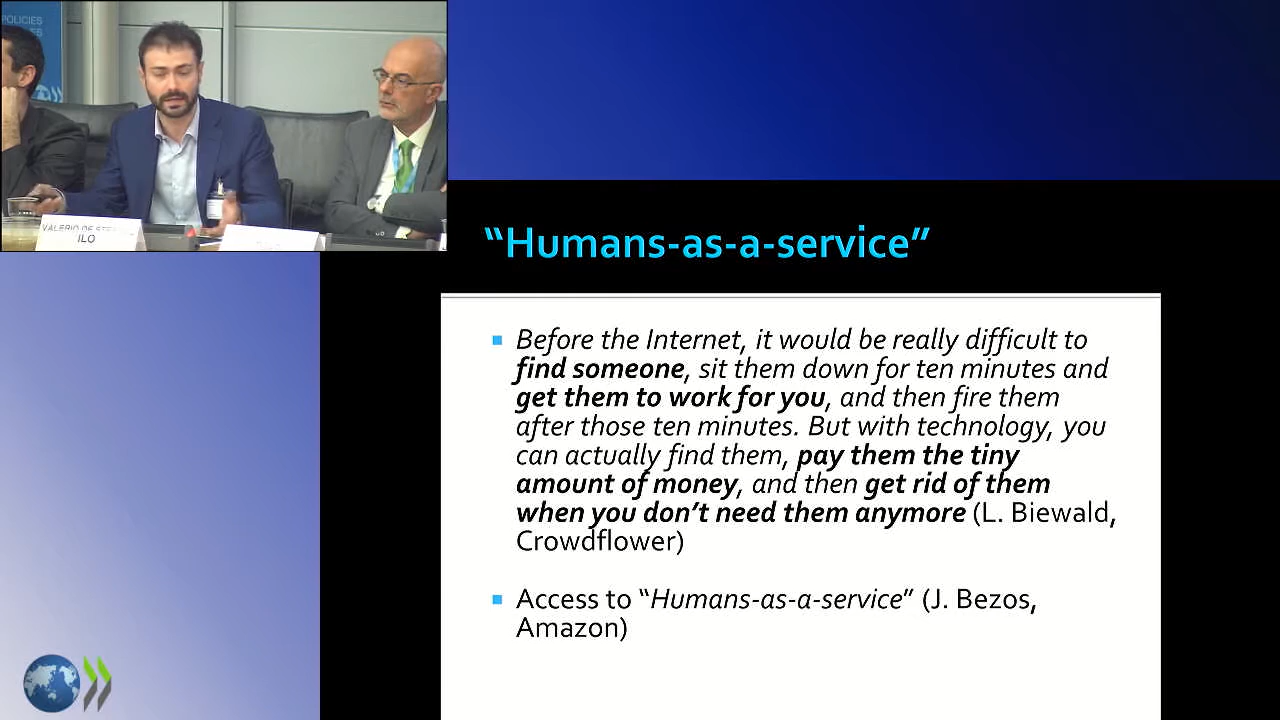 POLICIES
ILO
“Humans-as-a-service”
Before the Internet, it would be really difficult to
find someone, sit them down for ten minutes and
get them to work for you, and then fire them
after those ten minutes. But with technology, you
can actually find them, pay them the tiny
amount of money, and then get rid of them
when you don’t need them anymore (L. Biewald,
Crowdflower)
Access to “Humans-as-a-service” (J. Bezos,
Amazon)